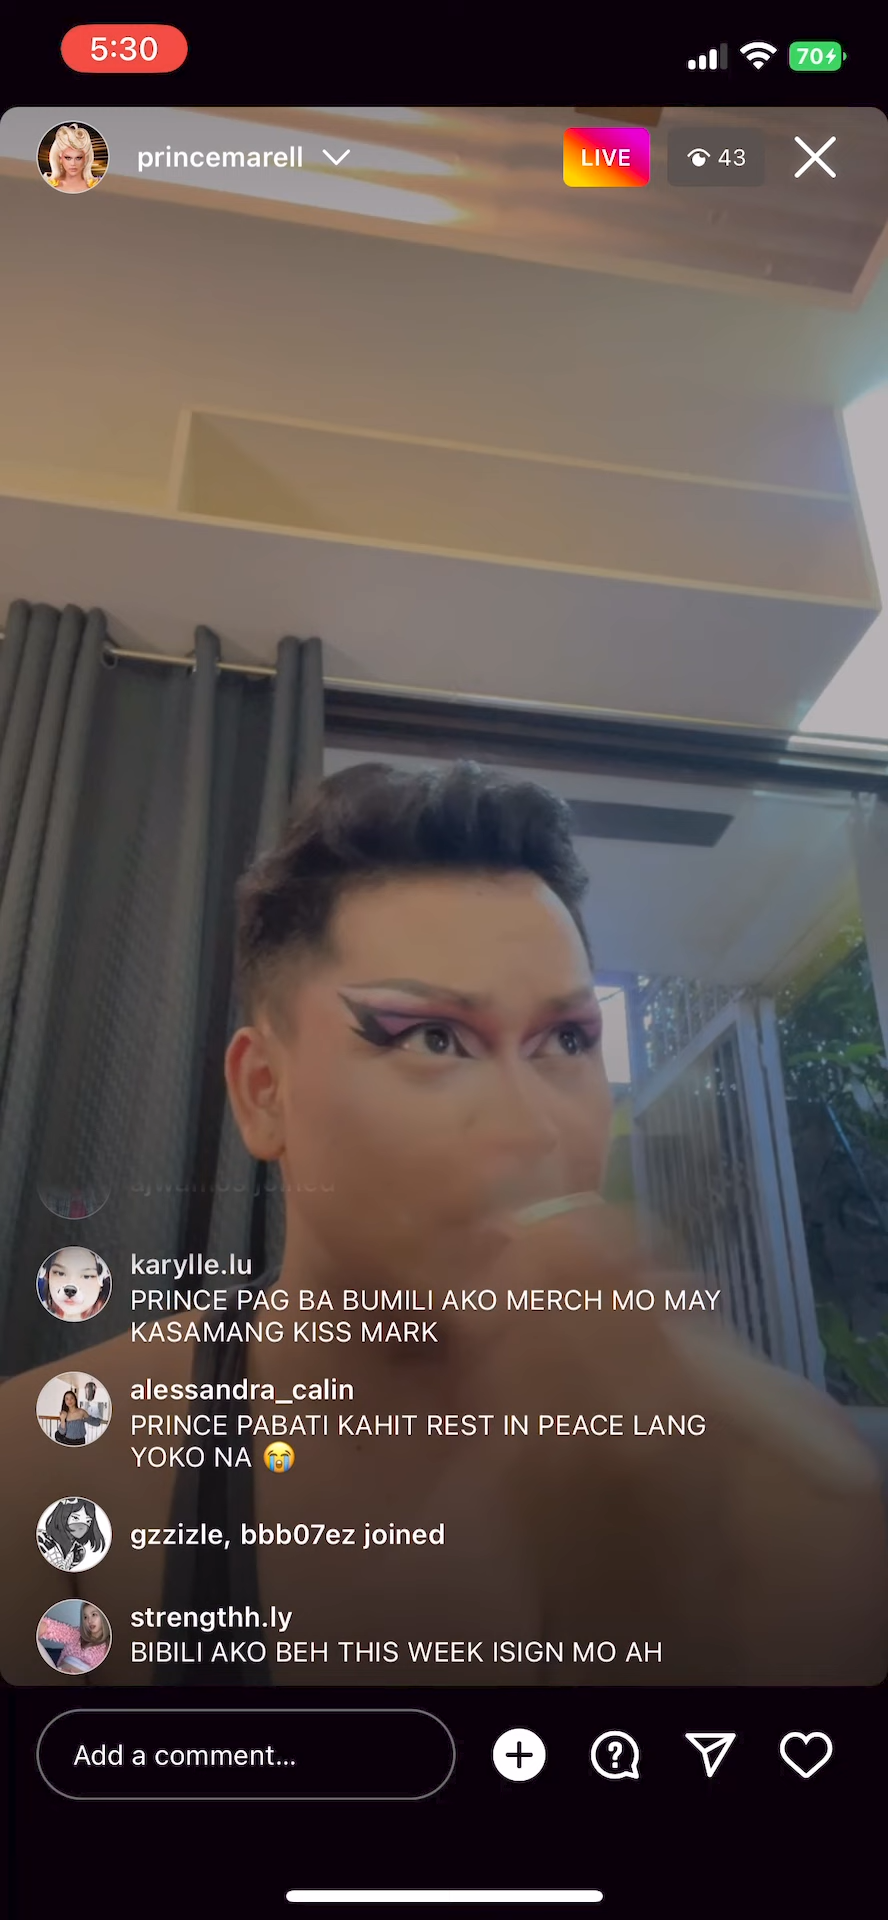 5:30
70
princemarell
LIVE
43
ajwamos joined
karylle.lu
PRINCE PAG BA BUMILI AKO MERCH MO MAY
KASAMANG KISS MARK
alessandra_calin
PRINCE PABATI KAHIT REST IN PEACE LANG
YOKO NA 😭
gzzizle, bbb07ez joined
strengthh.ly
BIBILI AKO BEH THIS WEEK ISIGN MO AH
Add a comment...